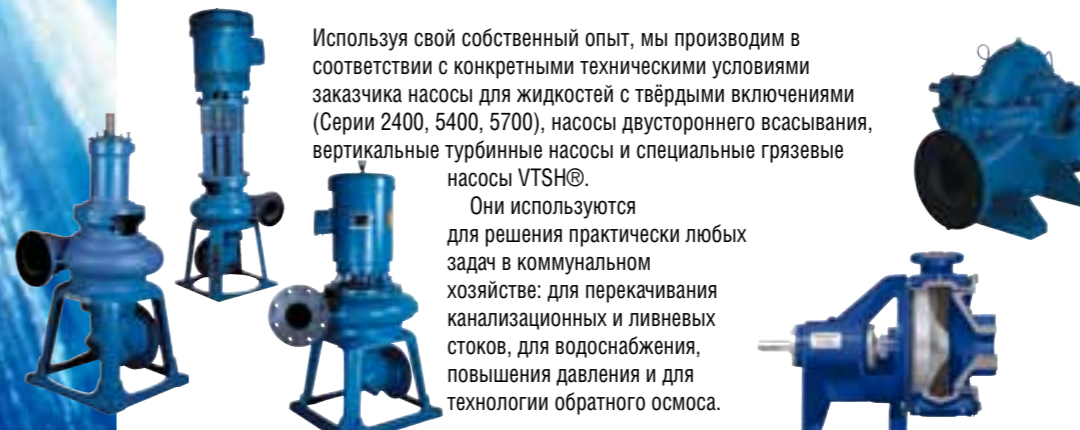 Используя свой собственный опыт, мы производим в
соответствии с конкретными техническими условиями
заказчика насосы для жидкостей с твёрдыми включениями
(Серии 2400, 5400, 5700), насосы двустороннего всасывания,
вертикальные турбинные насосы и специальные грязевые
насосы VTSH®.
Они используются
для решения практически любых
задач в коммунальном
хозяйстве: для перекачивания
канализационных и ливневых
стоков, для водоснабжения,
повышения давления и для
технологии обратного осмоса.